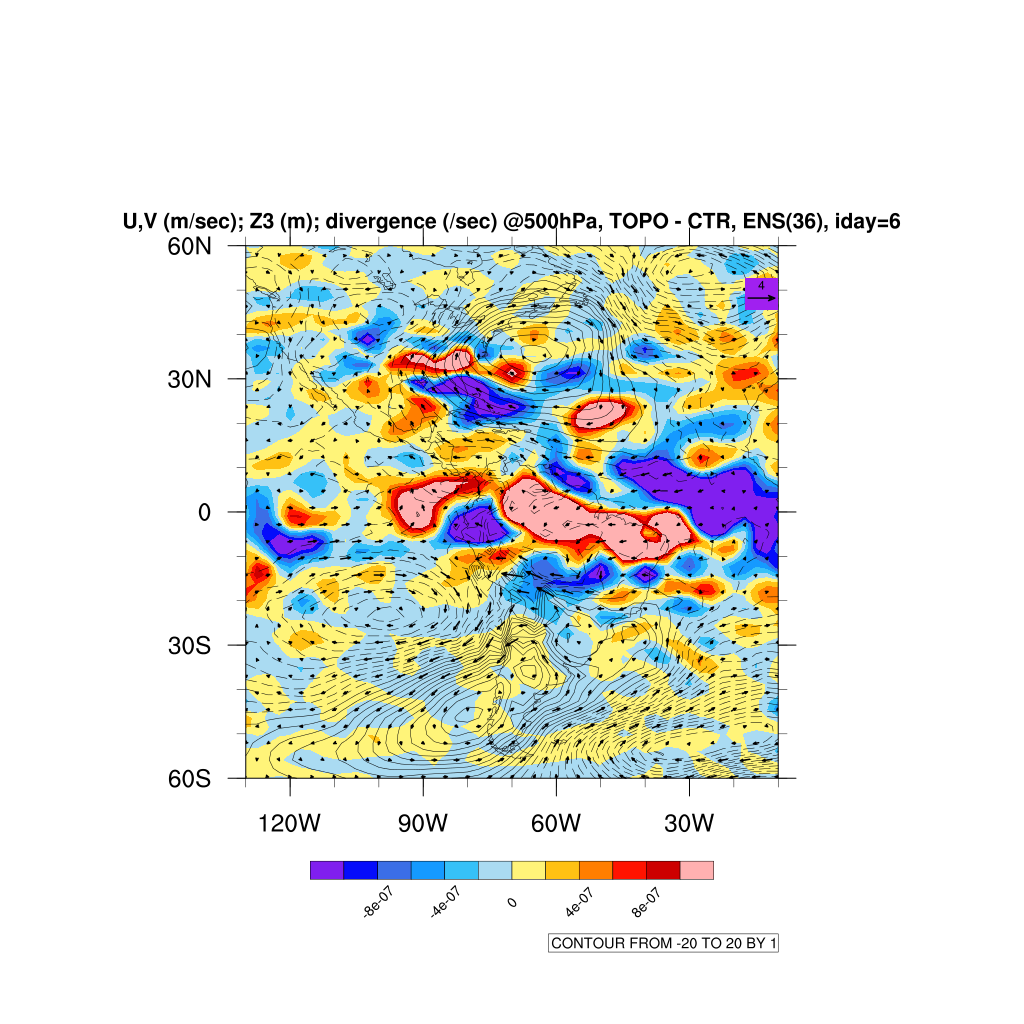 U,V (m/sec); Z3 (m); divergence (/sec) @500hPa, TOPO - CTR, ENS(36), iday=6
60N
4
30N
0
30S
60S
120W 90W 60W 30W
-8e-07 -4e-07 0 4e-07 8e-07
CONTOUR FROM -20 TO 20 BY 1